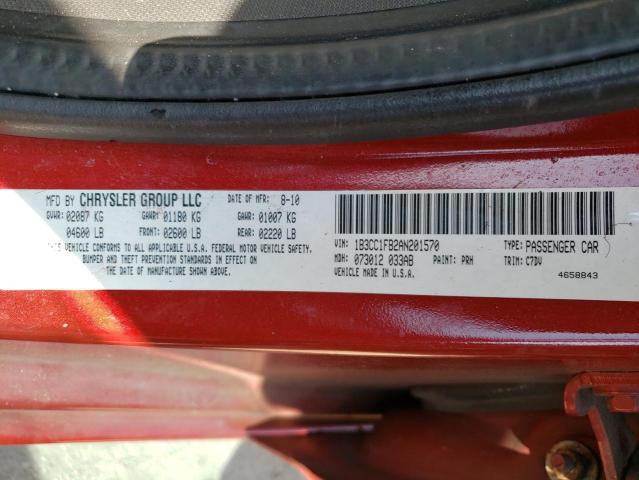 MFD BY CHRYSLER GROUP LLC DATE OF MFR: 8-10
GVWR: 02087 KG GAWR: 01180 KG GAWR: 01007 KG
04600 LB FRONT: 02600 LB REAR: 02220 LB
THIS VEHICLE CONFORMS TO ALL APPLICABLE U.S.A. FEDERAL MOTOR VEHICLE SAFETY,
BUMPER AND THEFT PREVENTION STANDARDS IN EFFECT ON
THE DATE OF MANUFACTURE SHOWN ABOVE.
VIN: 1B3CC1FB2AN201570 TYPE: PASSENGER CAR
MDH: 073012 033AB PAINT: PRH TRIM: C7DV
VEHICLE MADE IN U.S.A. 4658843